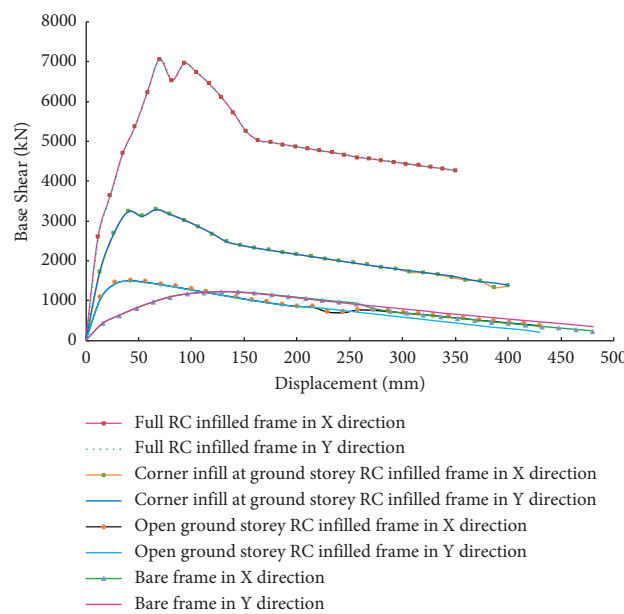 8000
7000
6000
5000
4000
3000
2000
1000
0
Base Shear (kN)
0 50 100 150 200 250 300 350 400 450 500
Displacement (mm)
Full RC infilled frame in X direction
Full RC infilled frame in Y direction
Corner infill at ground storey RC infilled frame in X direction
Corner infill at ground storey RC infilled frame in Y direction
Open ground storey RC infilled frame in X direction
Open ground storey RC infilled frame in Y direction
Bare frame in X direction
Bare frame in Y direction